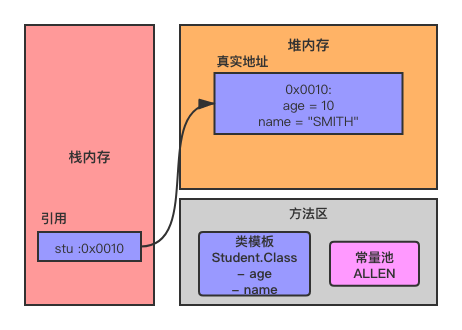 栈内存
引用
stu :0x0010
堆内存
真实地址
0x0010:
age = 10
name = "SMITH"
方法区
类模板
Student.Class
- age
- name
常量池
ALLEN